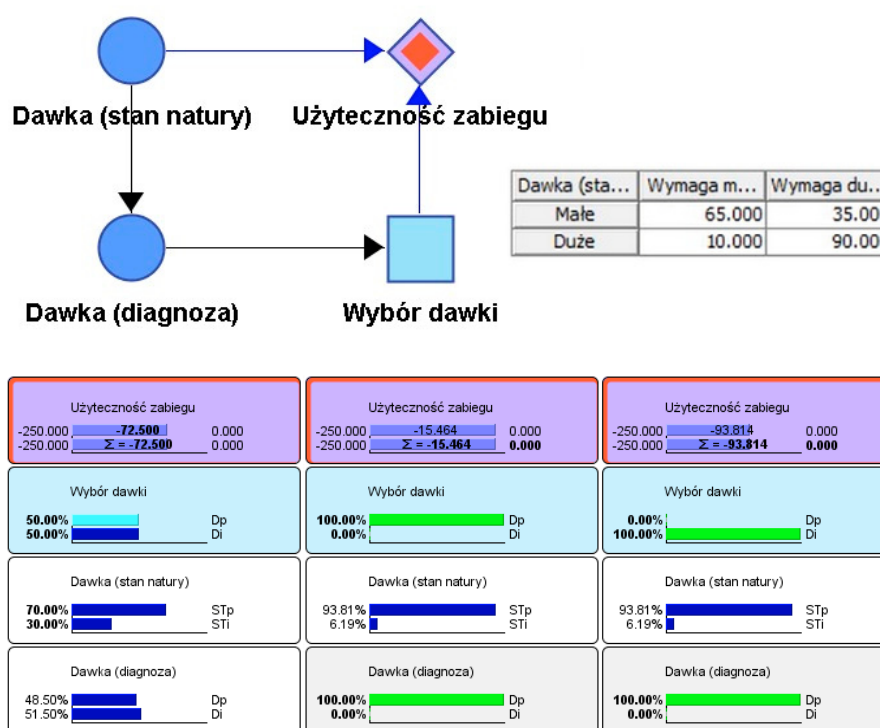 Dawka (stan natury)
Użyteczność zabiegu
Dawka (sta... Wymaga m... Wymaga du..
Małe 65.000 35.00
Duże 10.000 90.00
Dawka (diagnoza)
Wybór dawki
Użyteczność zabiegu
-250.000 -72.500 0.000
-250.000 Σ = -72.500 0.000
Użyteczność zabiegu
-250.000 -15.464 0.000
-250.000 Σ = -15.464 0.000
Użyteczność zabiegu
-250.000 -93.814 0.000
-250.000 Σ = -93.814 0.000
Wybór dawki
50.00% Dp
50.00% Di
Wybór dawki
100.00% Dp
0.00% Di
Wybór dawki
0.00% Dp
100.00% Di
Dawka (stan natury)
70.00% STp
30.00% STi
Dawka (stan natury)
93.81% STp
6.19% STi
Dawka (stan natury)
93.81% STp
6.19% STi
Dawka (diagnoza)
48.50% Dp
51.50% Di
Dawka (diagnoza)
100.00% Dp
0.00% Di
Dawka (diagnoza)
100.00% Dp
0.00% Di